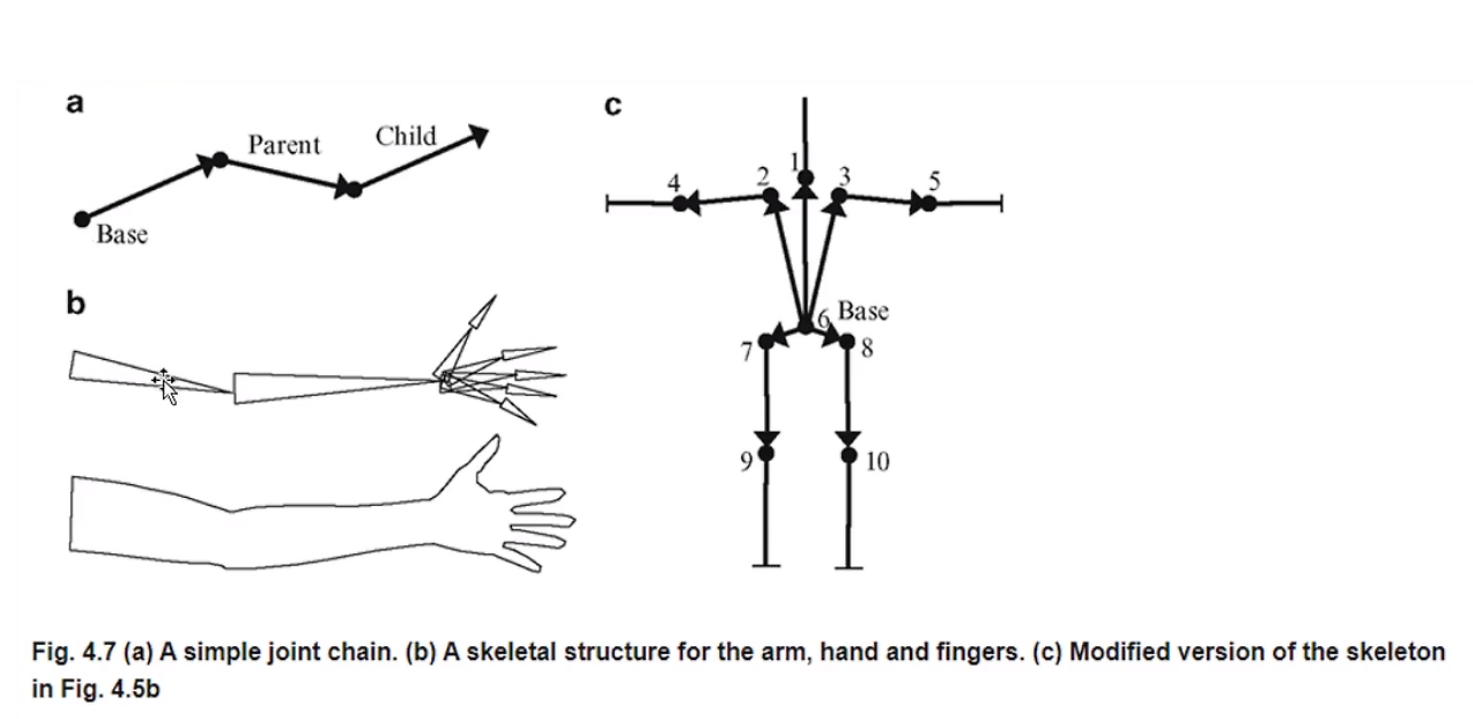 a
Parent
Child
Base
b
c
1
2
3
4
5
6 Base
7
8
9
10
Fig. 4.7 (a) A simple joint chain. (b) A skeletal structure for the arm, hand and fingers. (c) Modified version of the skeleton
in Fig. 4.5b